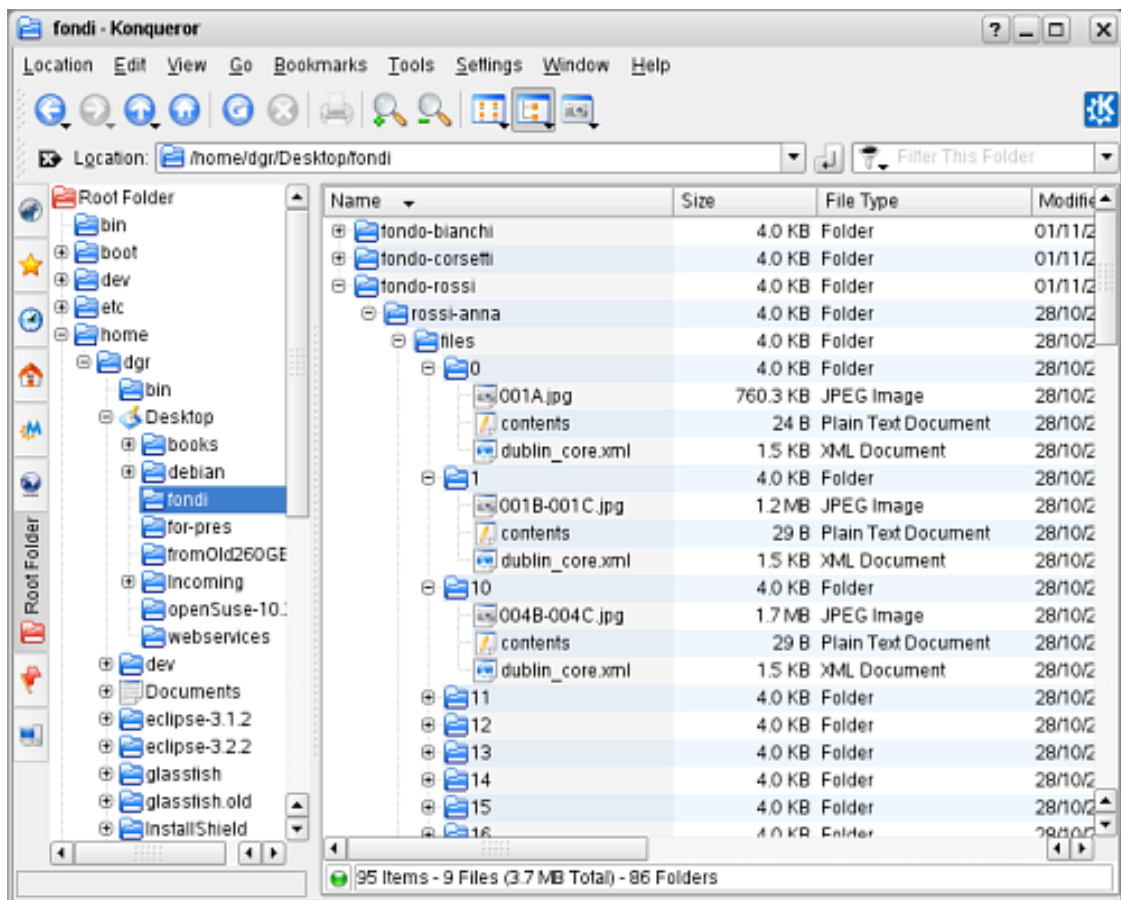 fondi - Konqueror
Location Edit View Go Bookmarks Tools Settings Window Help
Location: /home/dgr/Desktop/fondi Filter This Folder
Root Folder
Root Folder
bin
boot
dev
etc
home
dgr
bin
Desktop
books
debian
fondi
for-pres
fromOld260GE
Incoming
openSuse-10.
webservices
dev
Documents
eclipse-3.1.2
eclipse-3.2.2
glassfish
glassfish.old
InstallShield
Name Size File Type Modifie
fondo-bianchi 4.0 KB Folder 01/11/2
fondo-corsetti 4.0 KB Folder 01/11/2
fondo-rossi 4.0 KB Folder 01/11/2
rossi-anna 4.0 KB Folder 28/10/2
files 4.0 KB Folder 28/10/2
0 4.0 KB Folder 28/10/2
001A.jpg 760.3 KB JPEG Image 28/10/2
contents 24 B Plain Text Document 28/10/2
dublin_core.xml 1.5 KB XML Document 28/10/2
1 4.0 KB Folder 28/10/2
001B-001C.jpg 1.2 MB JPEG Image 28/10/2
contents 29 B Plain Text Document 28/10/2
dublin_core.xml 1.5 KB XML Document 28/10/2
10 4.0 KB Folder 28/10/2
004B-004C.jpg 1.7 MB JPEG Image 28/10/2
contents 29 B Plain Text Document 28/10/2
dublin_core.xml 1.5 KB XML Document 28/10/2
11 4.0 KB Folder 28/10/2
12 4.0 KB Folder 28/10/2
13 4.0 KB Folder 28/10/2
14 4.0 KB Folder 28/10/2
15 4.0 KB Folder 28/10/2
16 4.0 KB Folder 28/10/2
95 Items - 9 Files (3.7 MB Total) - 86 Folders